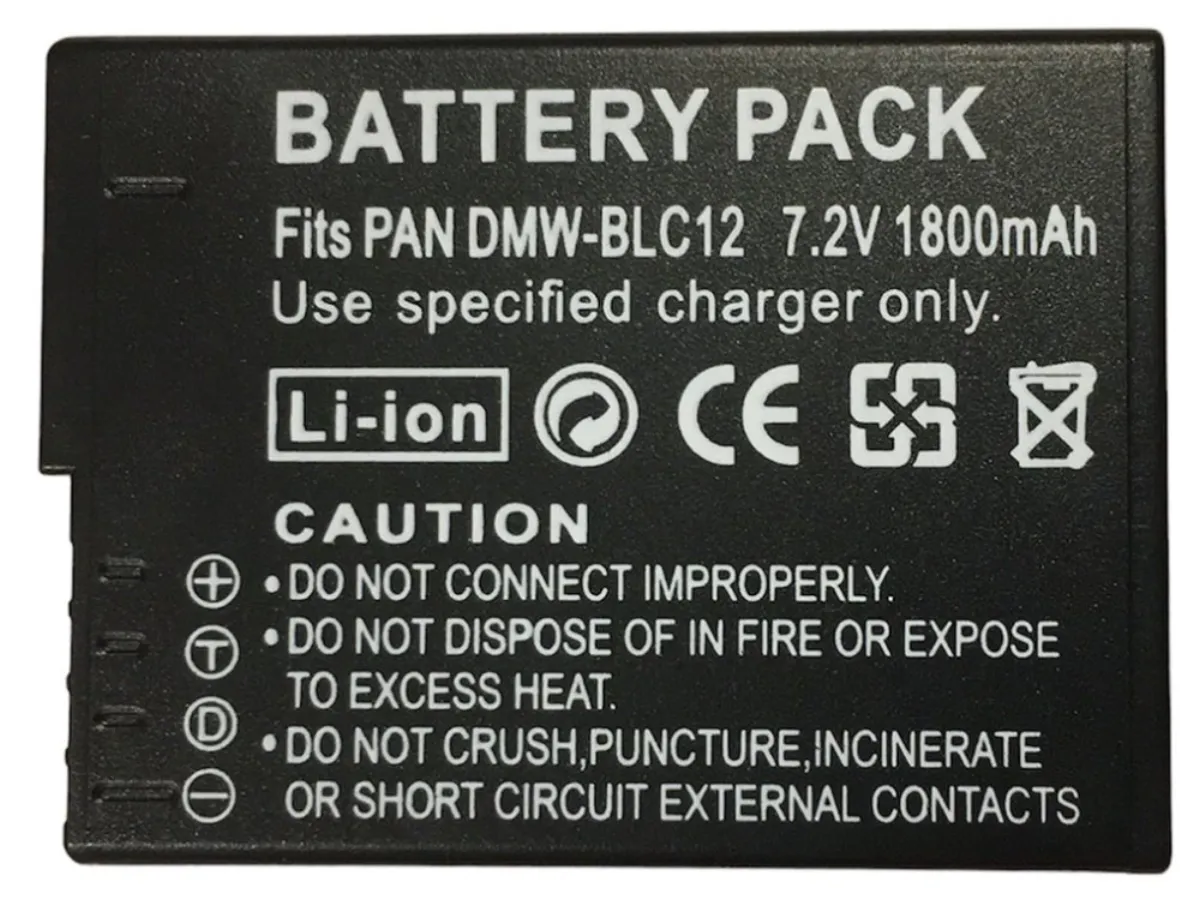 BATTERY PACK
Fits PAN DMW-BLC12 7.2V 1800mAh
Use specified charger only.
Li-ion CE
CAUTION
+ • DO NOT CONNECT IMPROPERLY.
T • DO NOT DISPOSE OF IN FIRE OR EXPOSE
TO EXCESS HEAT.
D • DO NOT CRUSH,PUNCTURE,INCINERATE
− OR SHORT CIRCUIT EXTERNAL CONTACTS